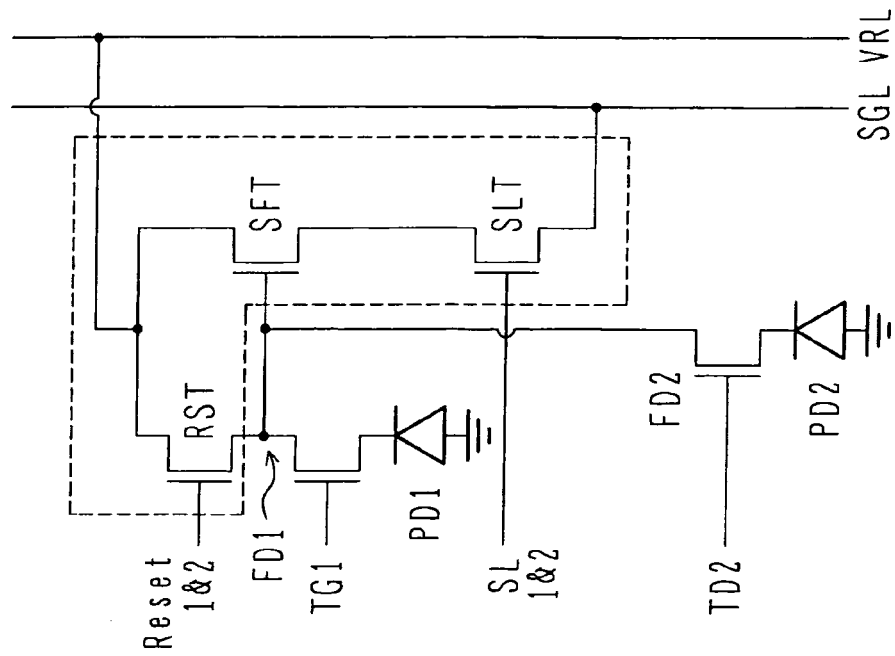 VRL
SGL
SFT
SLT
RST
FD1
FD2
PD1
PD2
Reset
1&2
TG1
SL
1&2
TD2